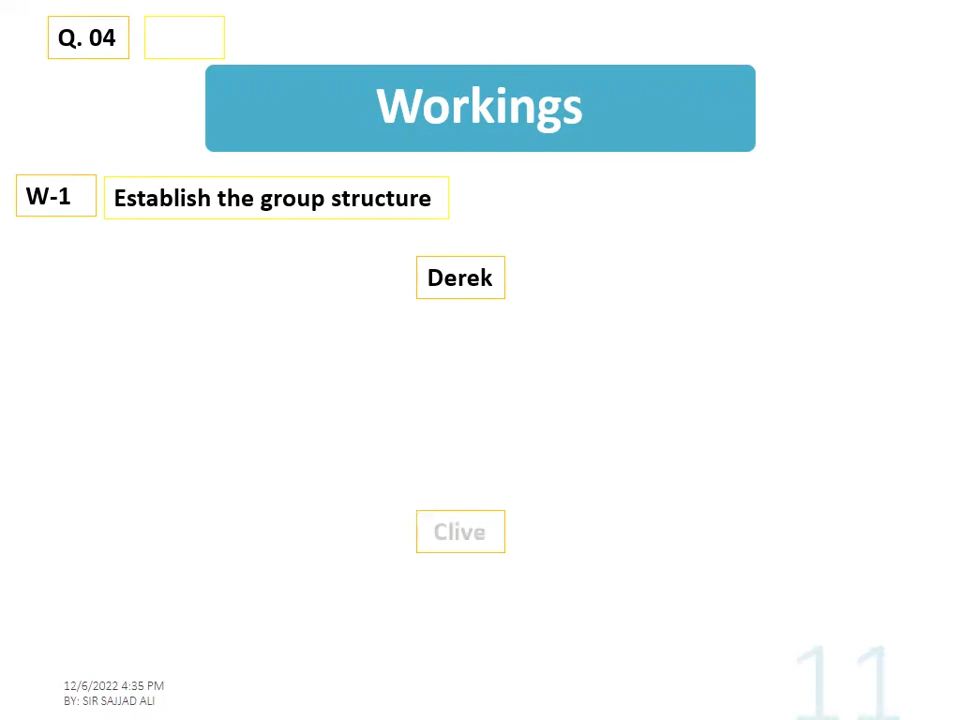 Q. 04
Workings
W-1
Establish the group structure
Derek
Clive
12/6/2022 4:35 PM
BY: SIR SAJJAD ALI
11